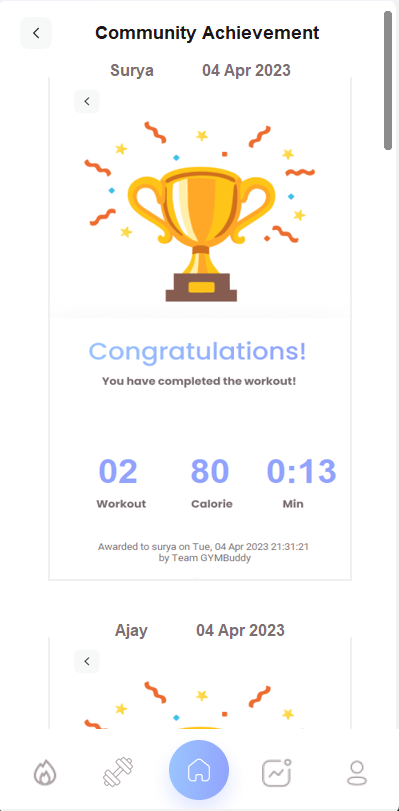 Community Achievement
Surya 04 Apr 2023
Congratulations!
You have completed the workout!
02 80 0:13
Workout Calorie Min
Awarded to surya on Tue, 04 Apr 2023 21:31:21
by Team GYMBuddy
Ajay 04 Apr 2023